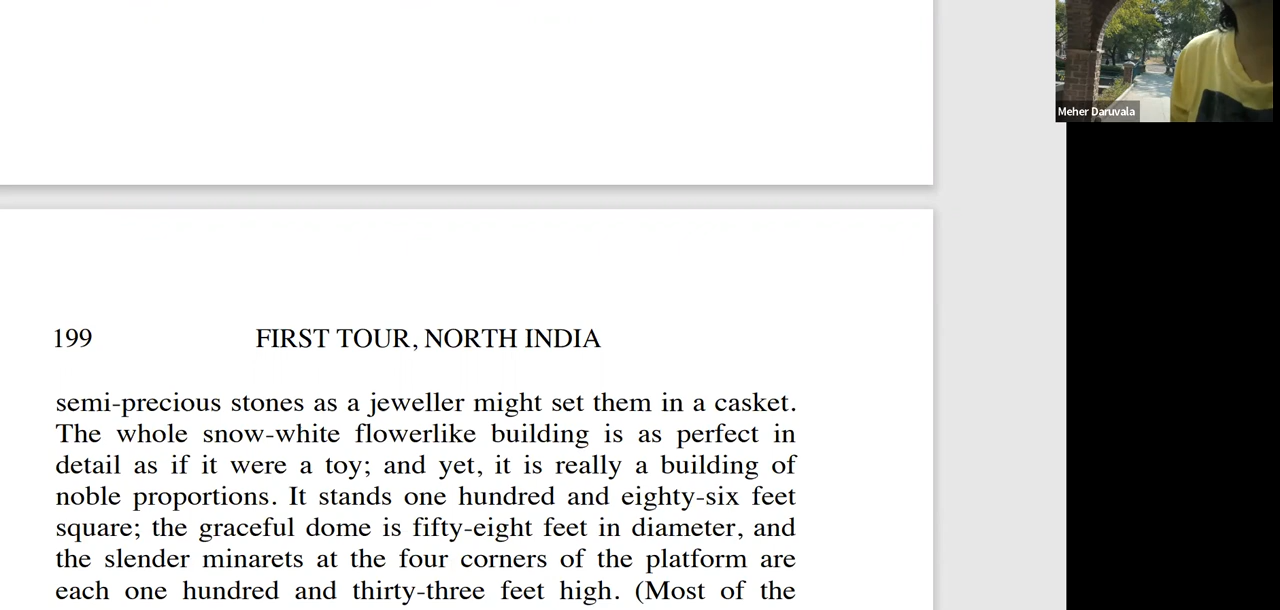 Meher Daruvala
199 FIRST TOUR, NORTH INDIA
semi-precious stones as a jeweller might set them in a casket.
The whole snow-white flowerlike building is as perfect in
detail as if it were a toy; and yet, it is really a building of
noble proportions. It stands one hundred and eighty-six feet
square; the graceful dome is fifty-eight feet in diameter, and
the slender minarets at the four corners of the platform are
each one hundred and thirty-three feet high. (Most of the